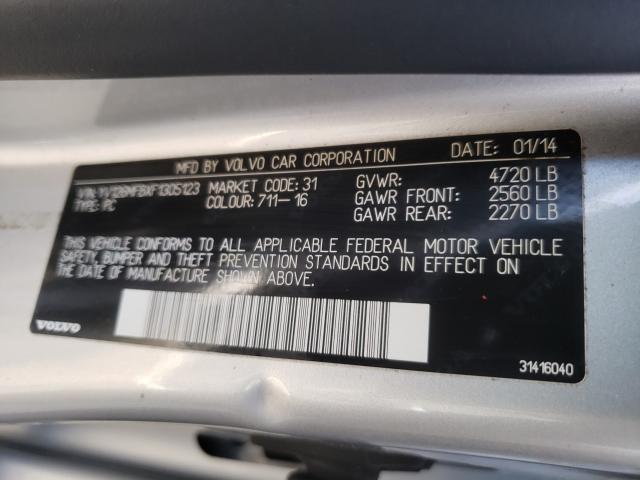 MFD BY VOLVO CAR CORPORATION DATE: 01/14
VIN: YV126MFBXF1305123 MARKET CODE: 31 GVWR: 4720 LB
TYPE: PC COLOUR: 711-16 GAWR FRONT: 2560 LB
GAWR REAR: 2270 LB
THIS VEHICLE CONFORMS TO ALL APPLICABLE FEDERAL MOTOR VEHICLE
SAFETY, BUMPER AND THEFT PREVENTION STANDARDS IN EFFECT ON
THE DATE OF MANUFACTURE SHOWN ABOVE.
VOLVO
31416040